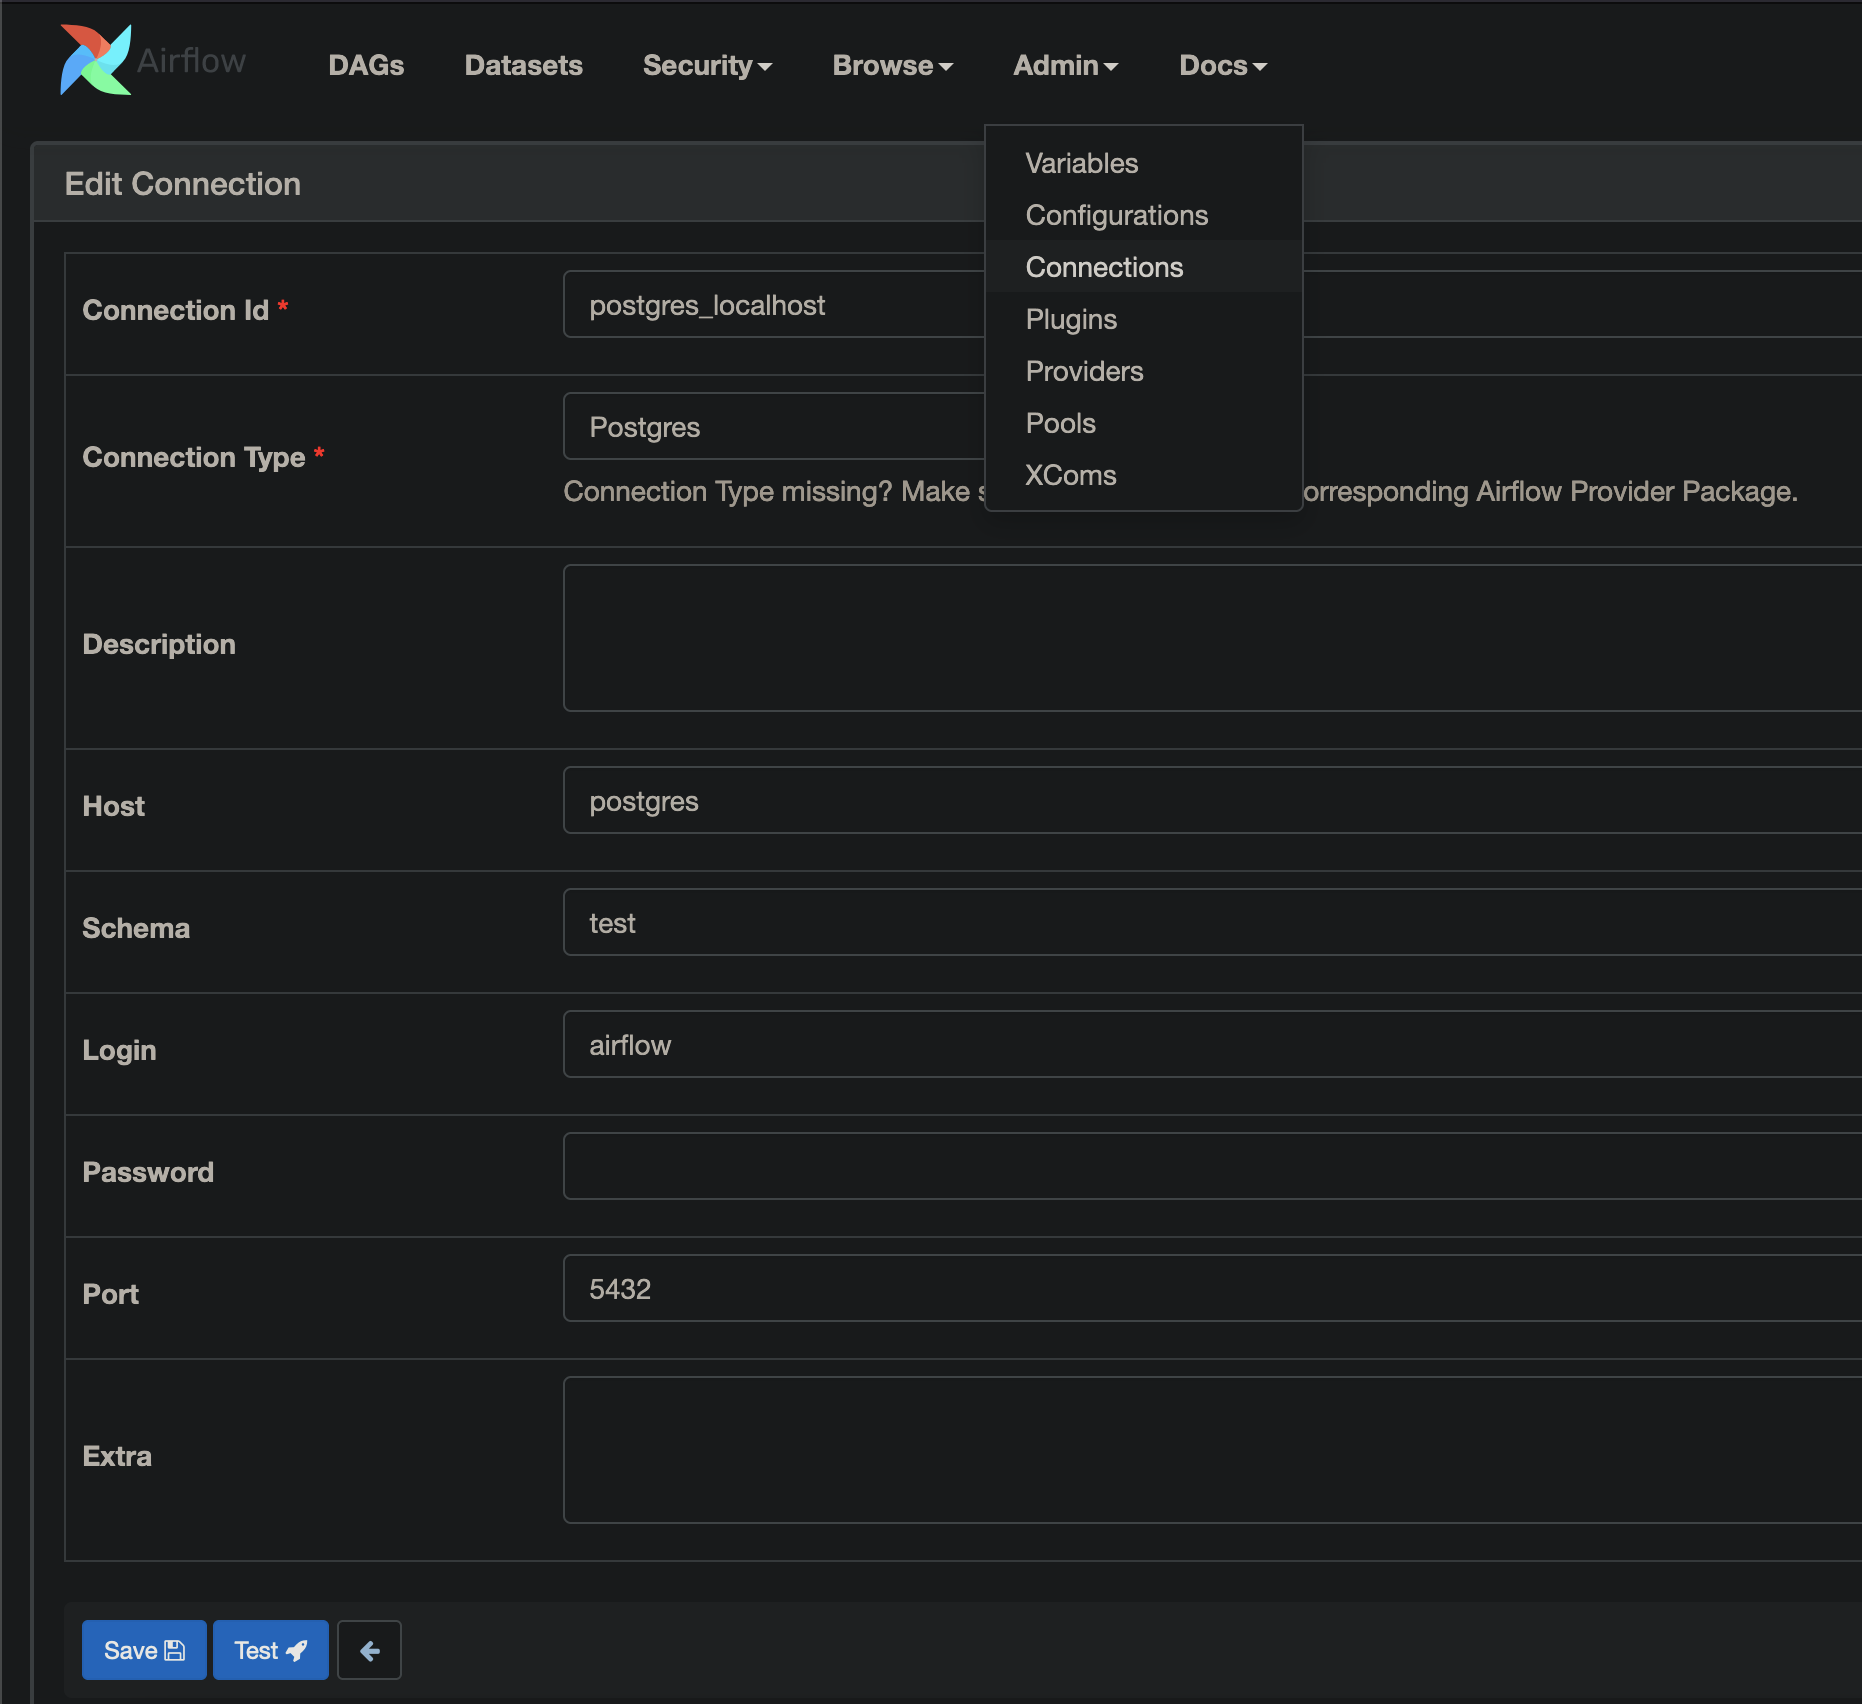 Airflow DAGs Datasets Security Browse Admin Docs
Variables
Configurations
Connections
Plugins
Providers
Pools
XComs
Edit Connection
Connection Id * postgres_localhost
Connection Type * Postgres
Connection Type missing? Make orresponding Airflow Provider Package.
Description
Host postgres
Schema test
Login airflow
Password
Port 5432
Extra
Save Test